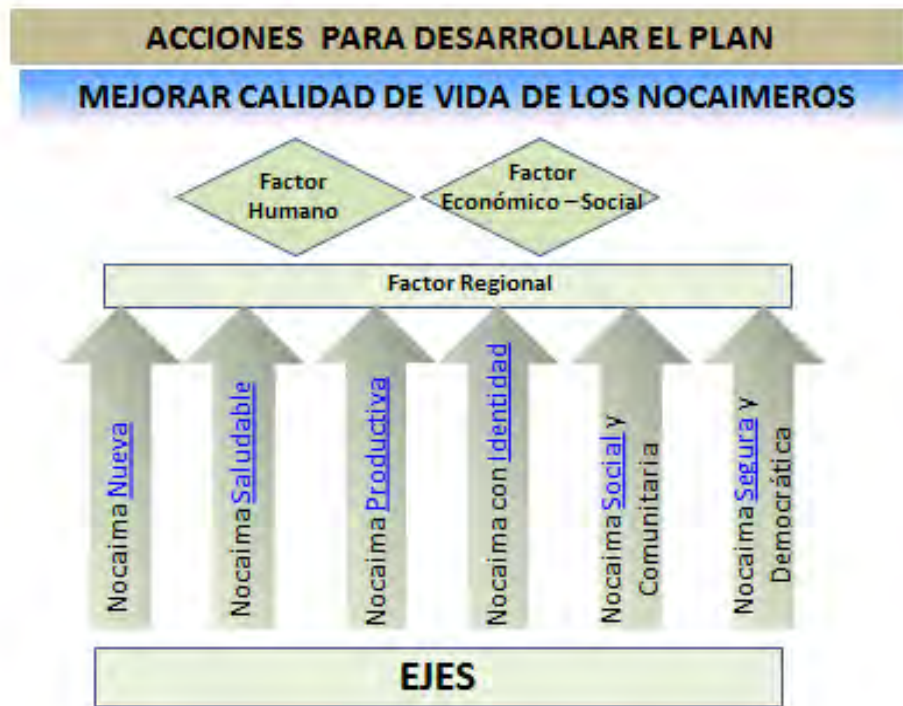 ACCIONES PARA DESARROLLAR EL PLAN
MEJORAR CALIDAD DE VIDA DE LOS NOCAIMEROS
Factor
Humano
Factor
Económico – Social
Factor Regional
Nocaima Nueva
Nocaima Saludable
Nocaima Productiva
Nocaima con Identidad
Nocaima Social y
Comunitaria
Nocaima Segura y
Democrática
EJES